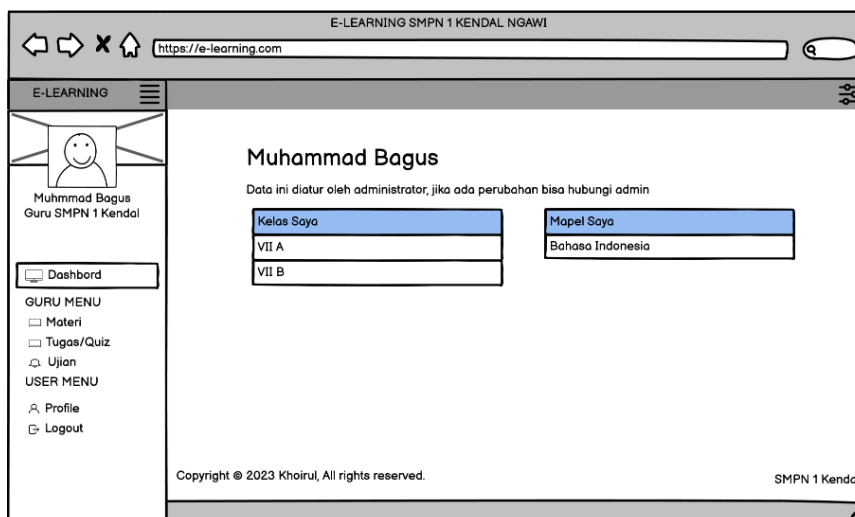 E-LEARNING SMPN 1 KENDAL NGAWI
https://e-learning.com
E-LEARNING
Muhmmad Bagus
Guru SMPN 1 Kendal
Dashbord
GURU MENU
Materi
Tugas/Quiz
Ujian
USER MENU
Profile
Logout
Muhammad Bagus
Data ini diatur oleh administrator, jika ada perubahan bisa hubungi admin
Kelas Saya
VII A
VII B
Mapel Saya
Bahasa Indonesia
Copyright © 2023 Khoirul, All rights reserved.
SMPN 1 Kenda